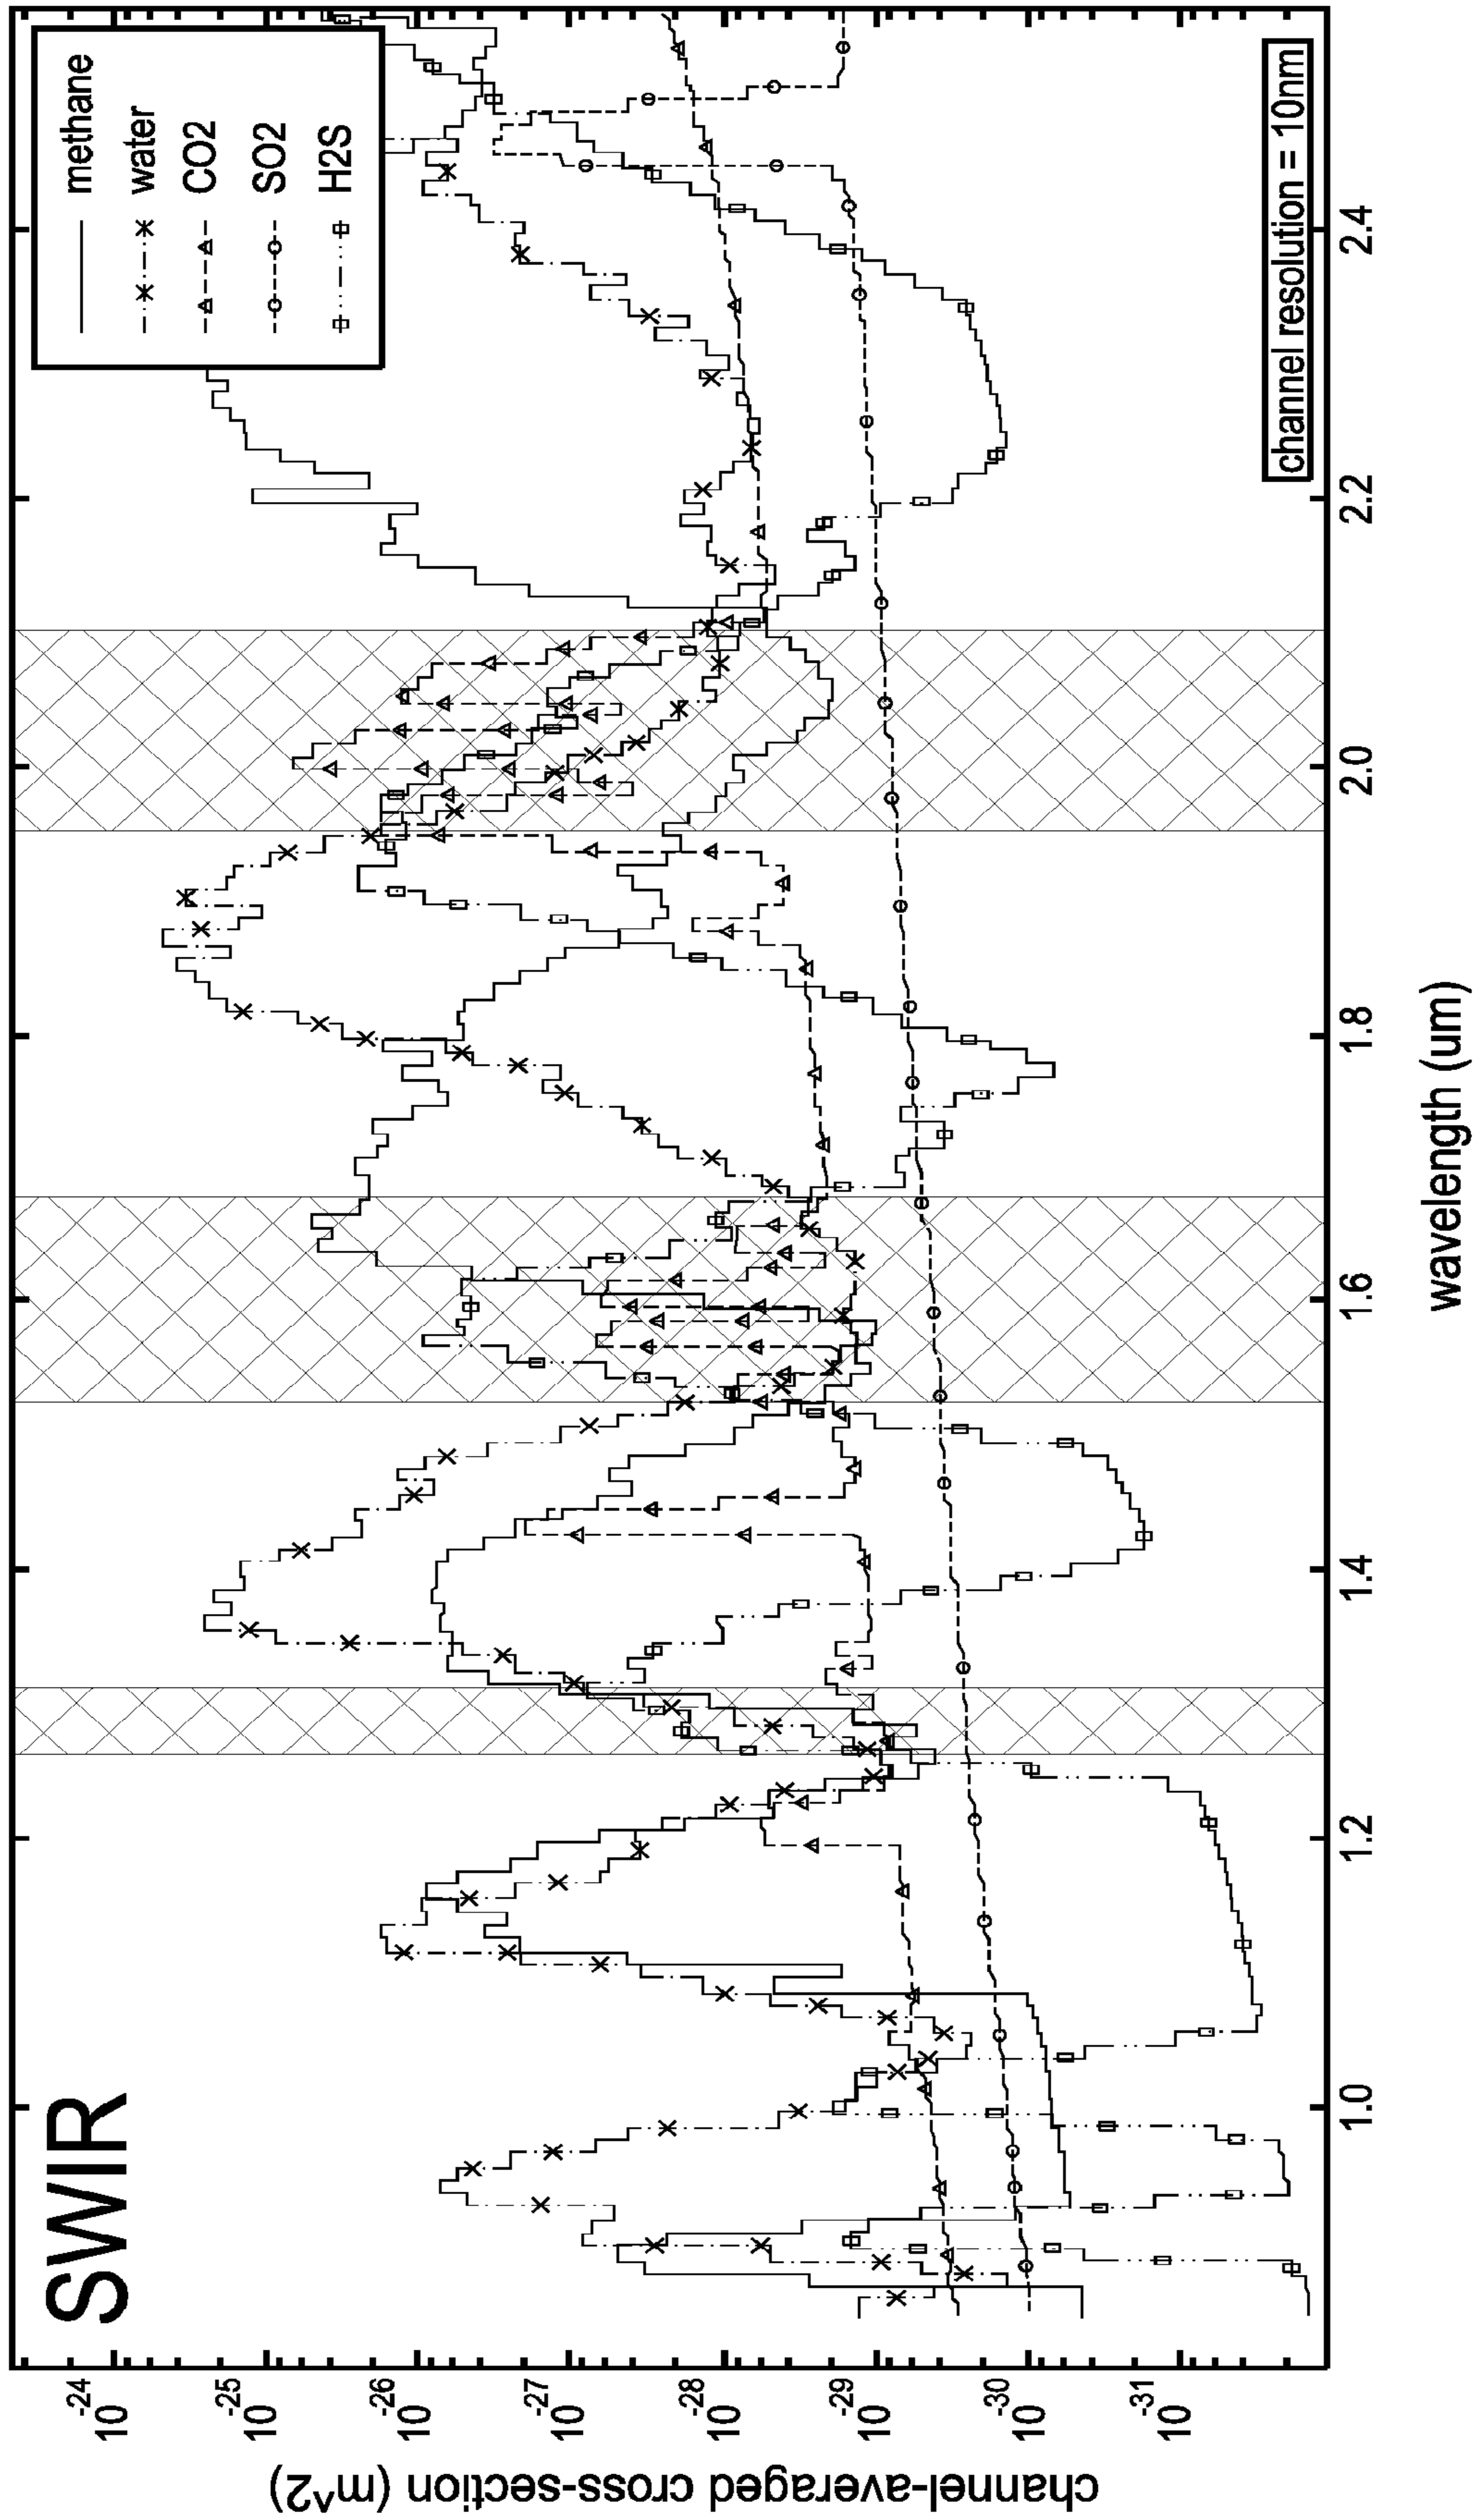 SWIR
methane
water
CO2
SO2
H2S
channel resolution = 10nm
channel-averaged cross-section (m^2)
10^-24
10^-25
10^-26
10^-27
10^-28
10^-29
10^-30
10^-31
1.0
1.2
1.4
1.6
1.8
2.0
2.2
2.4
wavelength (um)